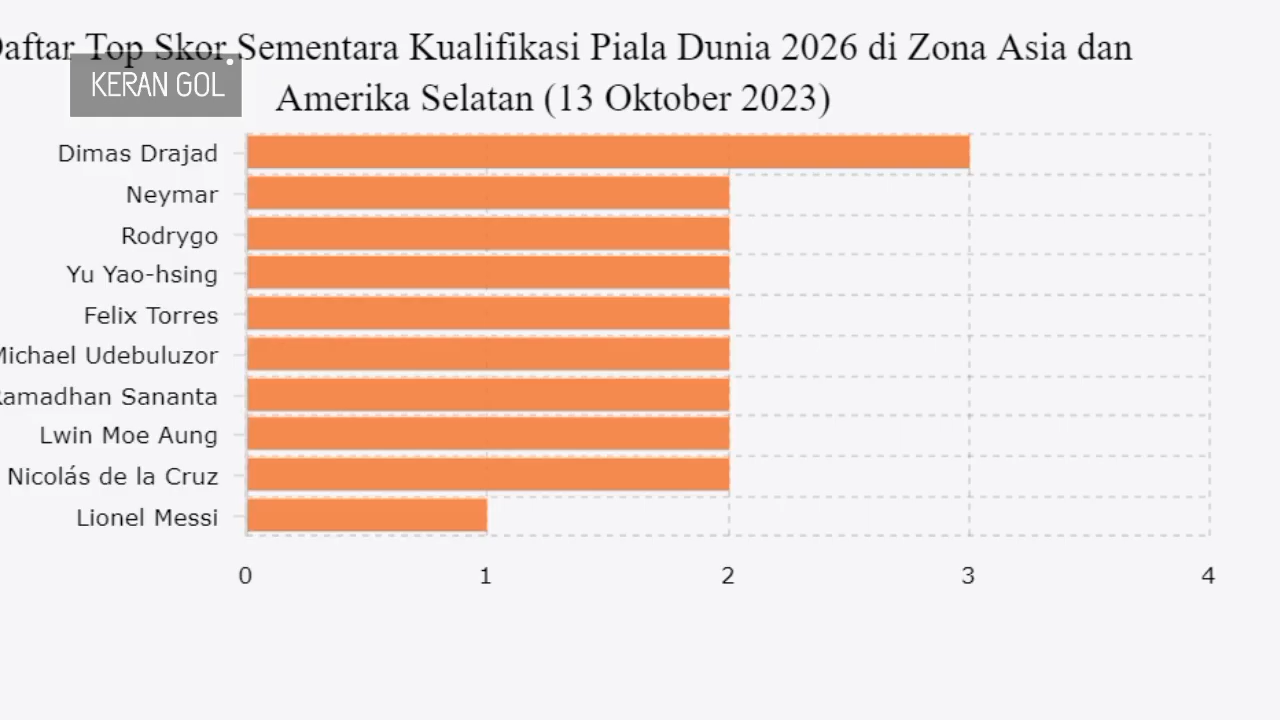 aftar Top Skor Sementara Kualifikasi Piala Dunia 2026 di Zona Asia dan
Amerika Selatan (13 Oktober 2023)
KERAN GOL
Dimas Drajad
Neymar
Rodrygo
Yu Yao-hsing
Felix Torres
Michael Udebuluzor
Ramadhan Sananta
Lwin Moe Aung
Nicolás de la Cruz
Lionel Messi
0 1 2 3 4